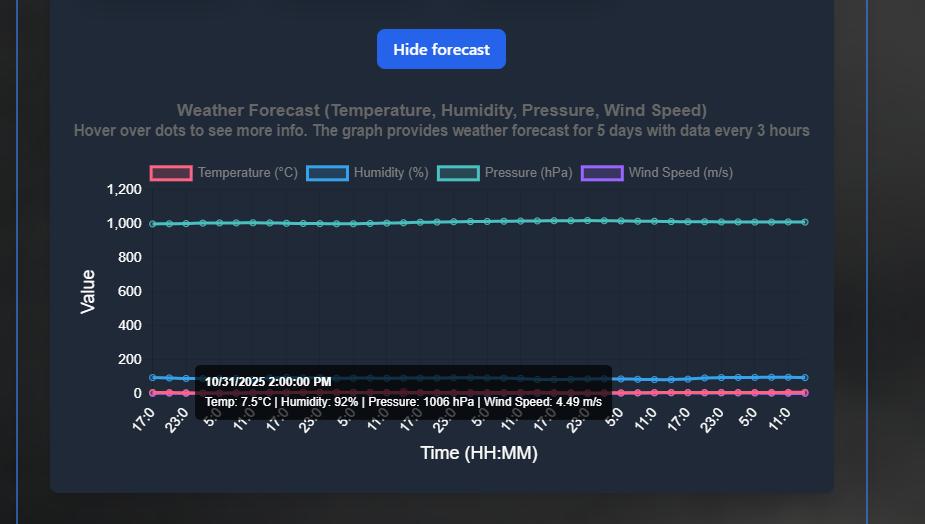 Hide forecast
Weather Forecast (Temperature, Humidity, Pressure, Wind Speed)
Hover over dots to see more info. The graph provides weather forecast for 5 days with data every 3 hours
Temperature (°C) Humidity (%) Pressure (hPa) Wind Speed (m/s)
1,200
1,000
800
600
400
200
0
Value
10/31/2025 2:00:00 PM
Temp: 7.5°C | Humidity: 92% | Pressure: 1006 hPa | Wind Speed: 4.49 m/s
17:0 23:0 5:0 11:0 17:0 23:0 5:0 11:0 17:0 23:0 5:0 11:0 17:0 23:0 5:0 11:0 17:0 23:0 5:0 11:0
Time (HH:MM)